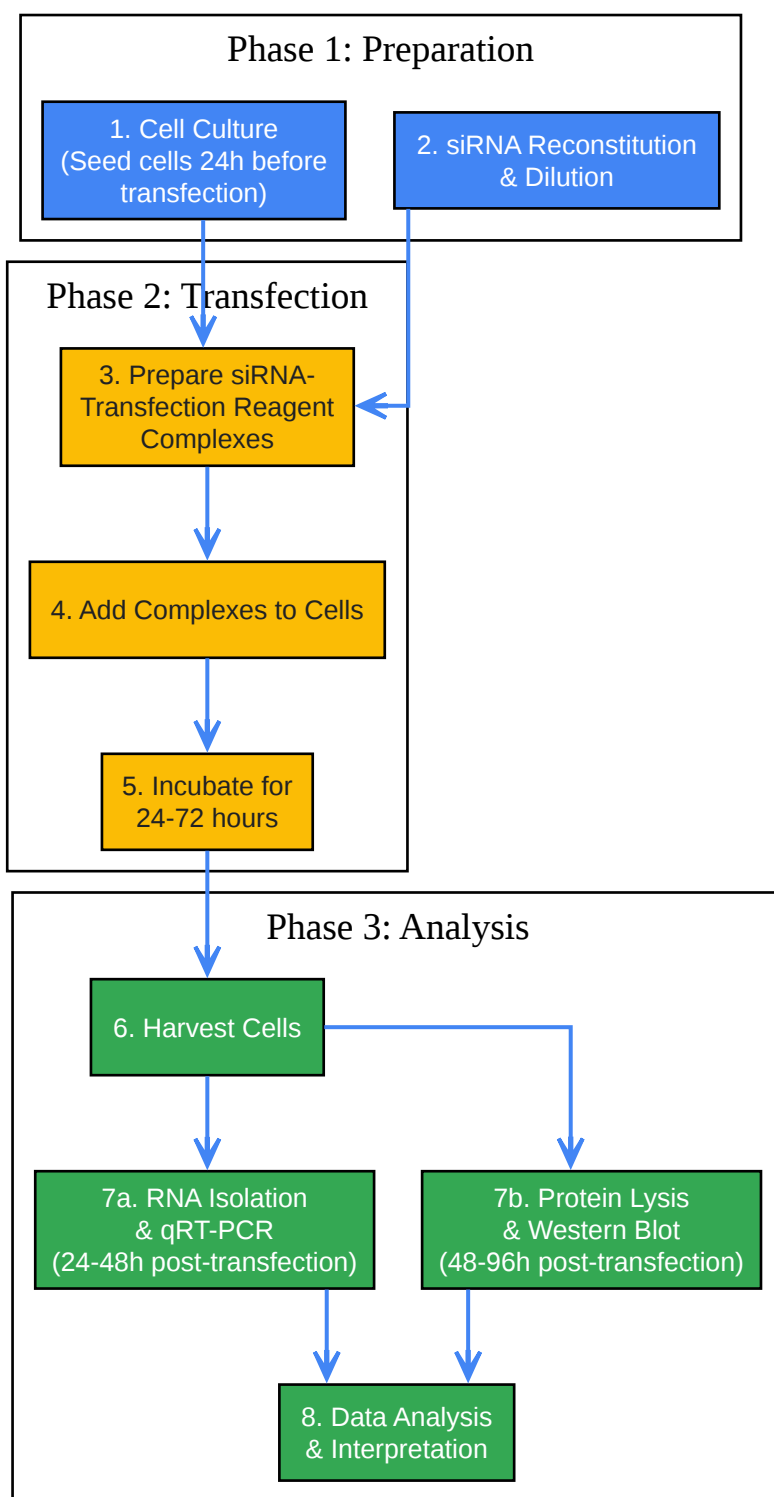 Phase 1: Preparation
1. Cell Culture
(Seed cells 24h before
transfection)
2. siRNA Reconstitution
& Dilution
Phase 2: Transfection
3. Prepare siRNA-
Transfection Reagent
Complexes
4. Add Complexes to Cells
5. Incubate for
24-72 hours
Phase 3: Analysis
6. Harvest Cells
7a. RNA Isolation
& qRT-PCR
(24-48h post-transfection)
7b. Protein Lysis
& Western Blot
(48-96h post-transfection)
8. Data Analysis
& Interpretation